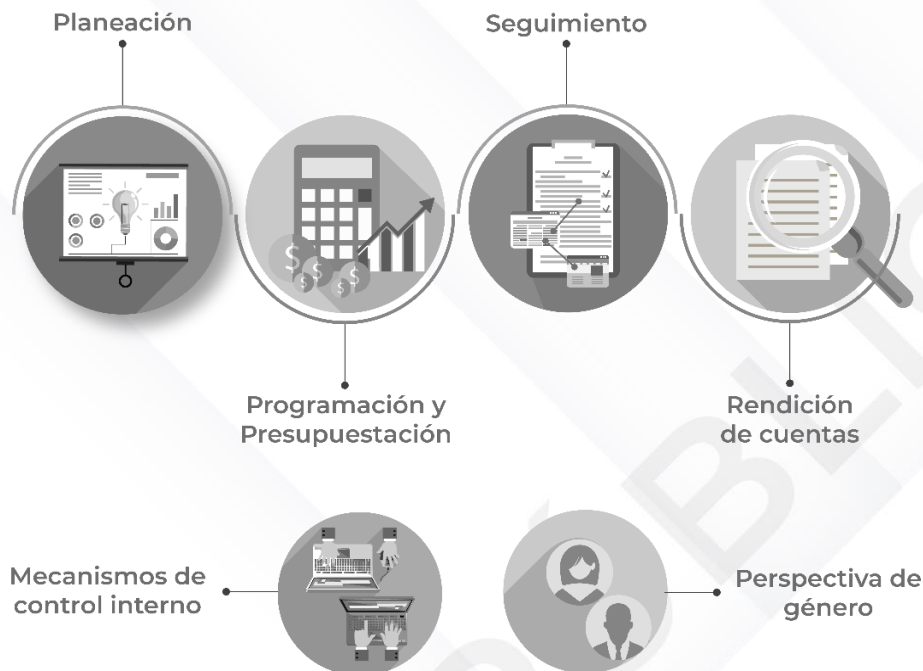 Planeación
Seguimiento
Programación y
Presupuestación
Rendición
de cuentas
Mecanismos de
control interno
Perspectiva de
género